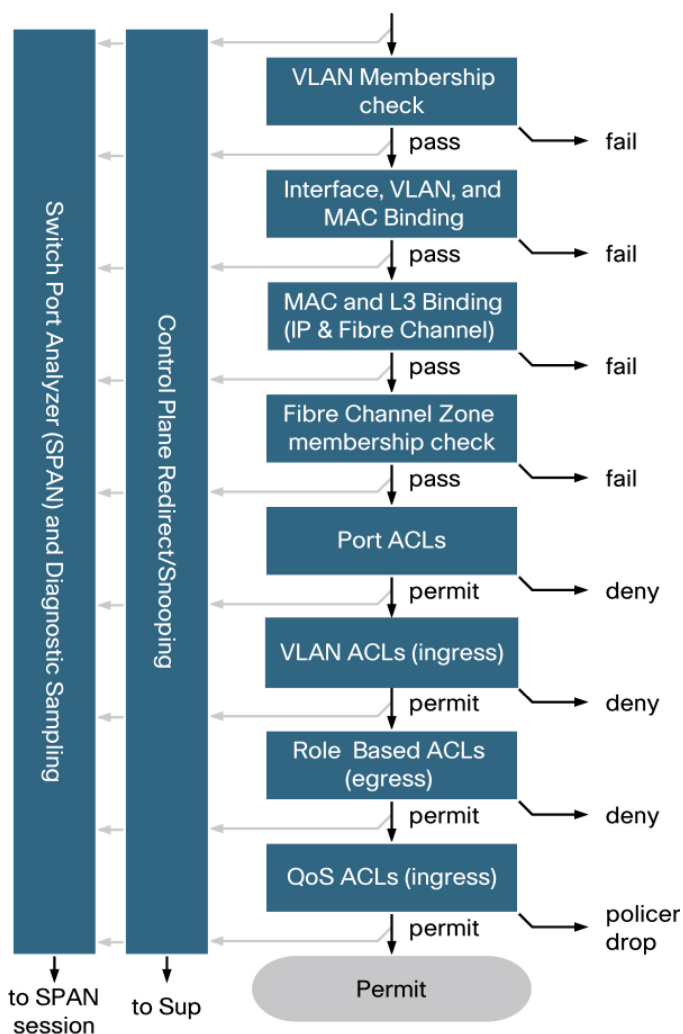 VLAN Membership
check
pass
fail
Interface, VLAN, and
MAC Binding
pass
fail
MAC and L3 Binding
(IP & Fibre Channel)
pass
fail
Fibre Channel Zone
membership check
pass
fail
Port ACLs
permit
deny
VLAN ACLs (ingress)
permit
deny
Role Based ACLs
(egress)
permit
deny
QoS ACLs (ingress)
permit
policer
drop
Permit
Switch Port Analyzer (SPAN) and Diagnostic Sampling
Control Plane Redirect/Snooping
to SPAN
session
to Sup